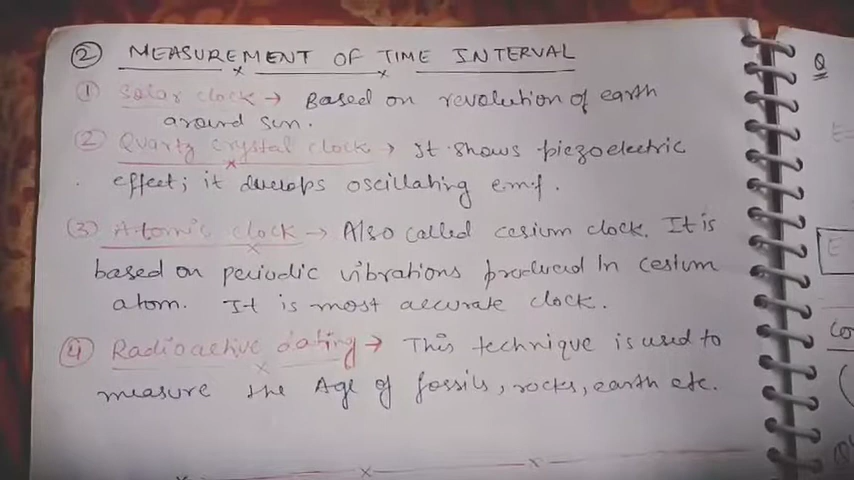 ② MEASUREMENT OF TIME INTERVAL
① Solar clock → Based on revolution of earth
around sun.
② Quartz crystal clock → It shows piezoelectric
effect; it develops oscillating e.m.f.
③ Atomic clock → Also called cesium clock. It is
based on periodic vibrations produced In cesium
atom. It is most accurate clock.
④ Radioactive dating → This technique is used to
measure the Age of fossils, rocks, earth etc.
Q
E